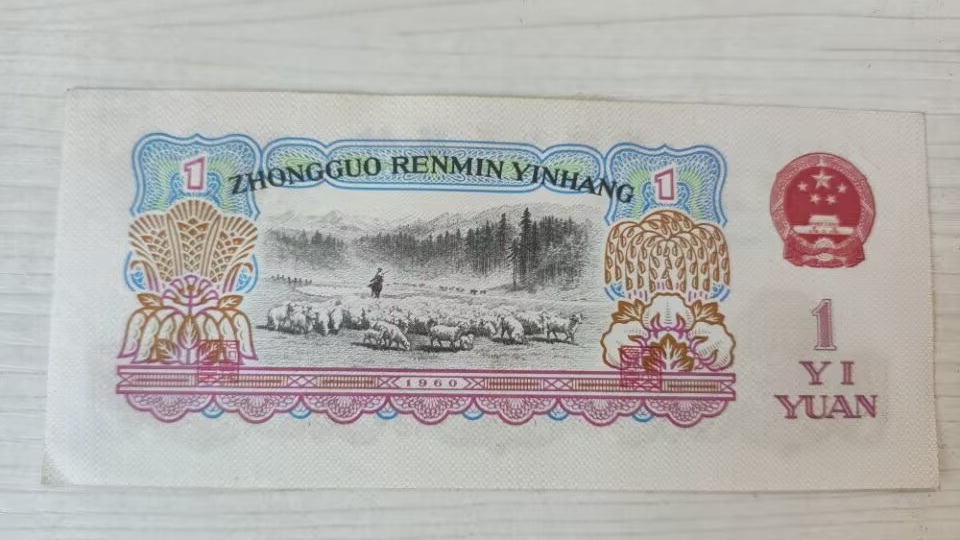 1
ZHONGGUO RENMIN YINHANG
1
1960
1
YI
YUAN